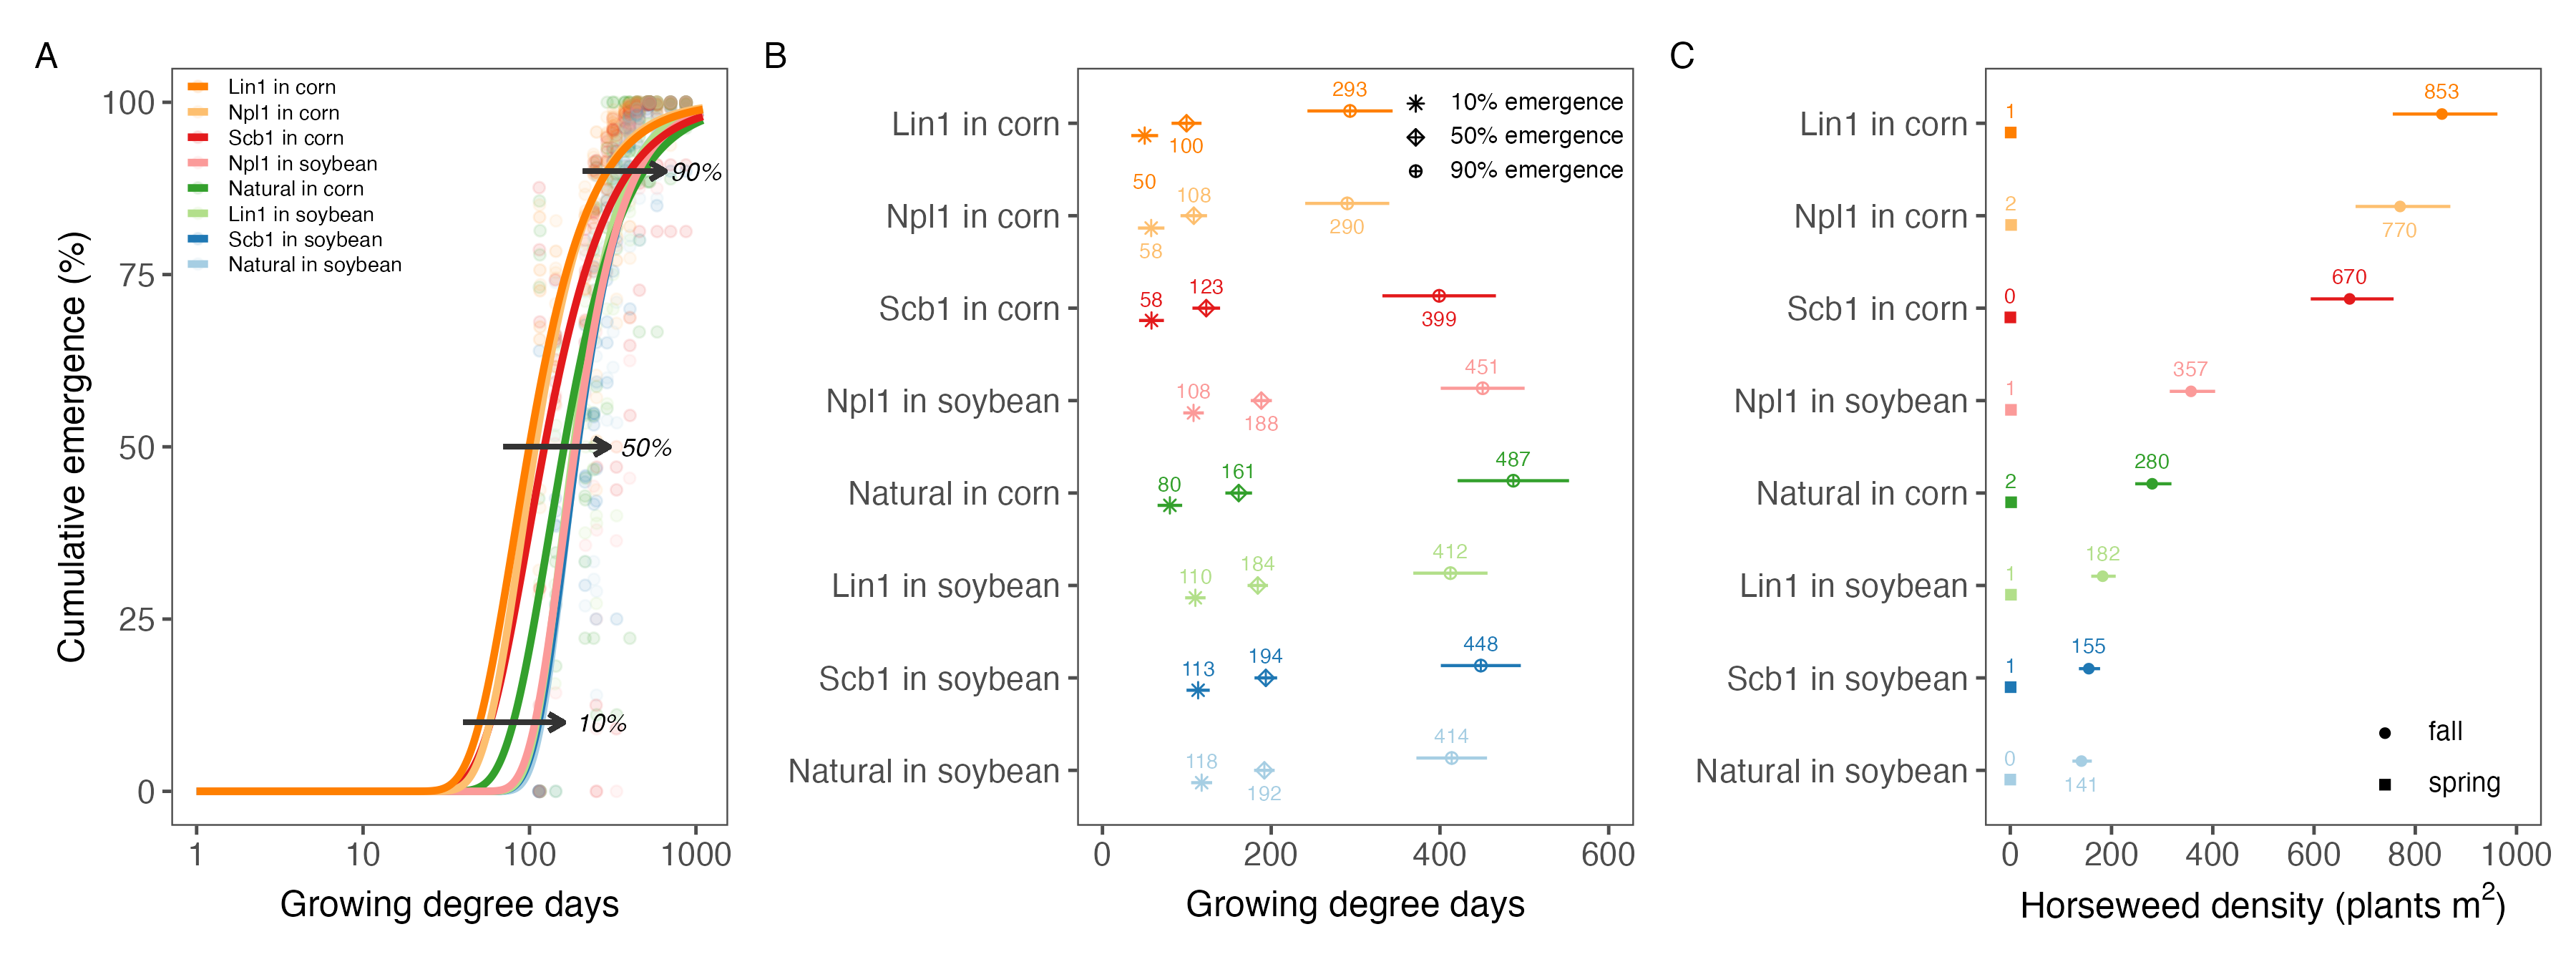 A
Lin1 in corn
Npl1 in corn
Scb1 in corn
Npl1 in soybean
Natural in corn
Lin1 in soybean
Scb1 in soybean
Natural in soybean
90%
50%
10%
100
75
50
25
0
Cumulative emergence (%)
1 10 100 1000
Growing degree days
B
10% emergence
50% emergence
90% emergence
Lin1 in corn
293
100
50
Npl1 in corn
108
290
58
Scb1 in corn
58 123
399
Npl1 in soybean
451
108
188
Natural in corn
487
80 161
Lin1 in soybean
412
110 184
Scb1 in soybean
448
113 194
Natural in soybean
414
118
192
0 200 400 600
Growing degree days
C
Lin1 in corn
1 853
Npl1 in corn
2 770
Scb1 in corn
0 670
Npl1 in soybean
1 357
Natural in corn
2 280
Lin1 in soybean
1 182
Scb1 in soybean
1 155
Natural in soybean
0 141
fall
spring
0 200 400 600 800 1000
Horseweed density (plants m²)